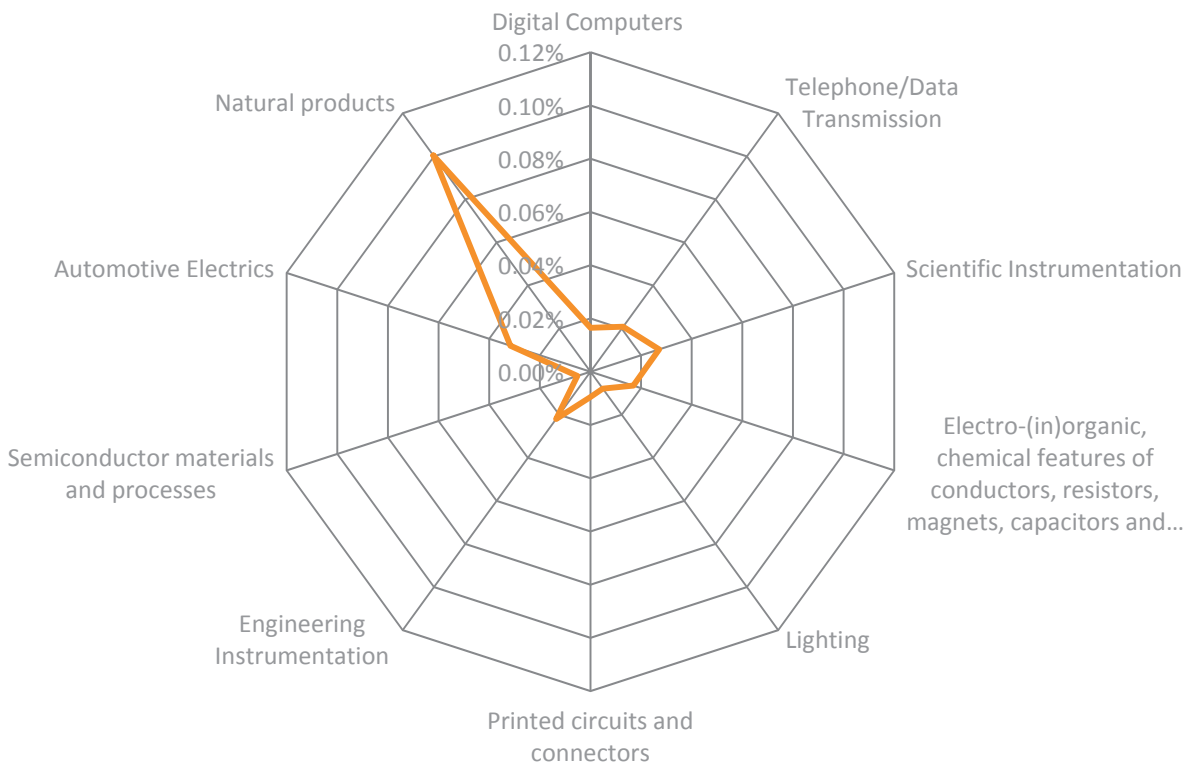 Digital Computers
0.12%
0.10%
0.08%
0.06%
0.04%
0.02%
0.00%
Telephone/Data
Transmission
Scientific Instrumentation
Electro-(in)organic,
chemical features of
conductors, resistors,
magnets, capacitors and...
Lighting
Printed circuits and
connectors
Engineering
Instrumentation
Semiconductor materials
and processes
Automotive Electrics
Natural products